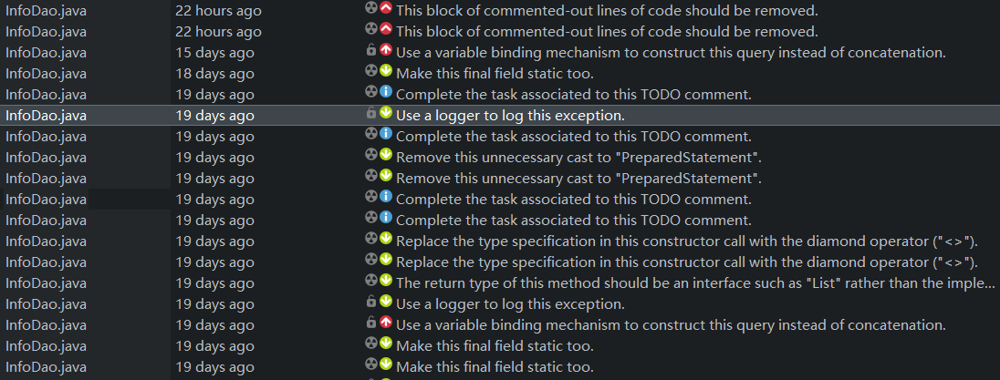 InfoDao.java 22 hours ago This block of commented-out lines of code should be removed.
InfoDao.java 22 hours ago This block of commented-out lines of code should be removed.
InfoDao.java 15 days ago Use a variable binding mechanism to construct this query instead of concatenation.
InfoDao.java 18 days ago Make this final field static too.
InfoDao.java 19 days ago Complete the task associated to this TODO comment.
InfoDao.java 19 days ago Use a logger to log this exception.
InfoDao.java 19 days ago Complete the task associated to this TODO comment.
InfoDao.java 19 days ago Remove this unnecessary cast to "PreparedStatement".
InfoDao.java 19 days ago Remove this unnecessary cast to "PreparedStatement".
InfoDao.java 19 days ago Complete the task associated to this TODO comment.
InfoDao.java 19 days ago Complete the task associated to this TODO comment.
InfoDao.java 19 days ago Replace the type specification in this constructor call with the diamond operator ("<>").
InfoDao.java 19 days ago Replace the type specification in this constructor call with the diamond operator ("<>").
InfoDao.java 19 days ago The return type of this method should be an interface such as "List" rather than the imple...
InfoDao.java 19 days ago Use a logger to log this exception.
InfoDao.java 19 days ago Use a variable binding mechanism to construct this query instead of concatenation.
InfoDao.java 19 days ago Make this final field static too.
InfoDao.java 19 days ago Make this final field static too.